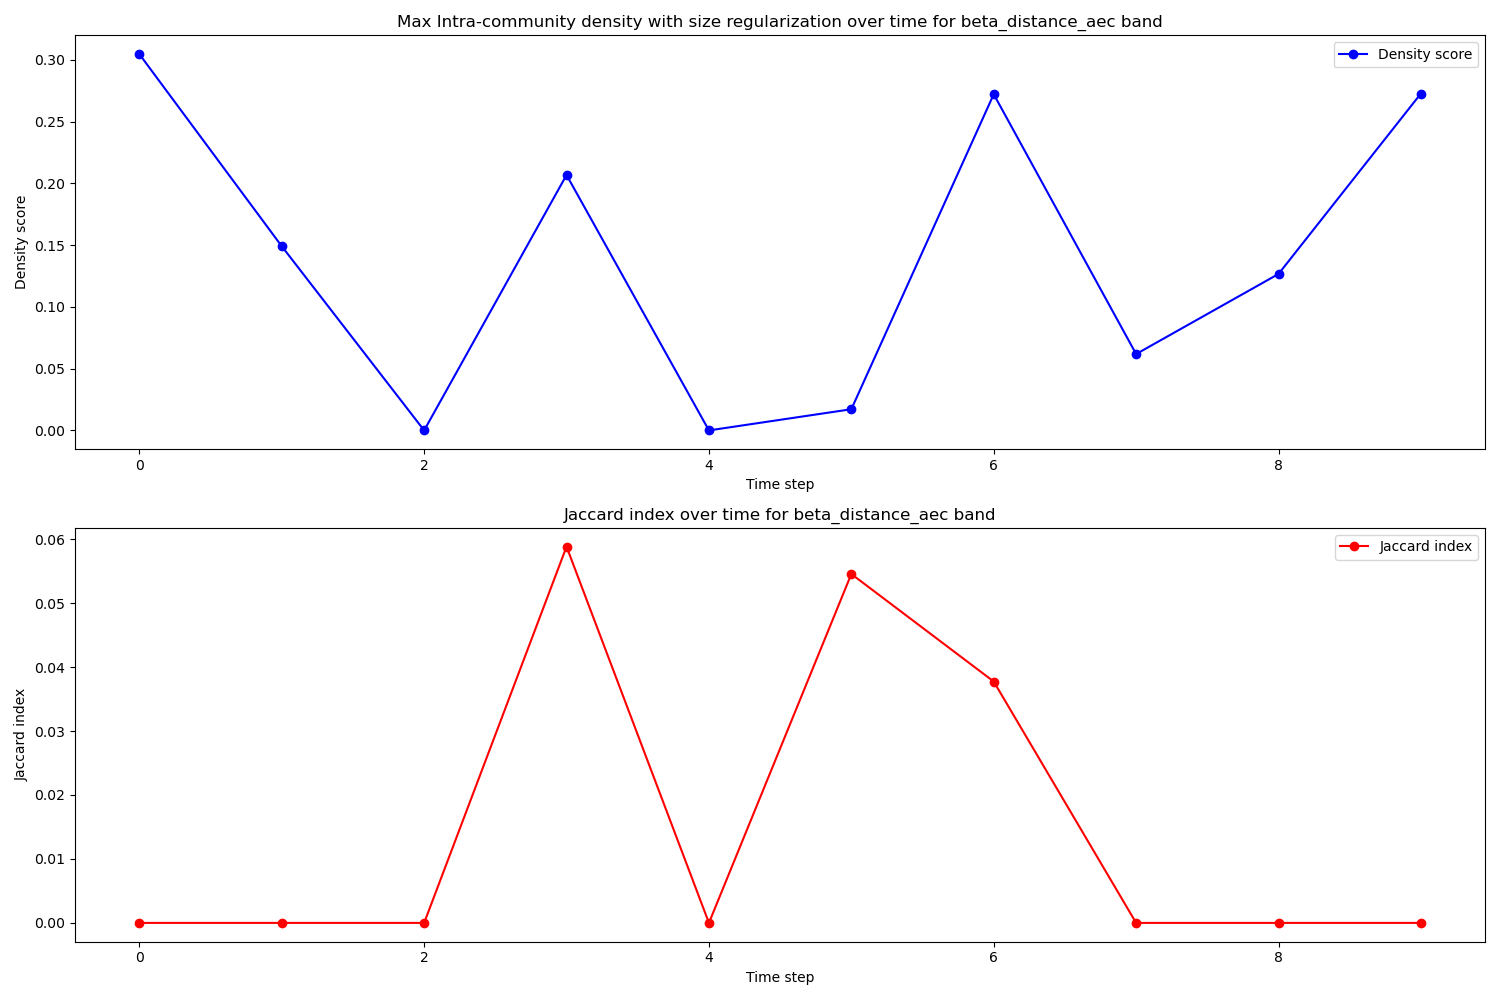 Max Intra-community density with size regularization over time for beta_distance_aec band
Density score
0.30
0.25
0.20
0.15
0.10
0.05
0.00
Density score
0 2 4 6 8
Time step
Jaccard index over time for beta_distance_aec band
Jaccard index
0.06
0.05
0.04
0.03
0.02
0.01
0.00
Jaccard index
0 2 4 6 8
Time step